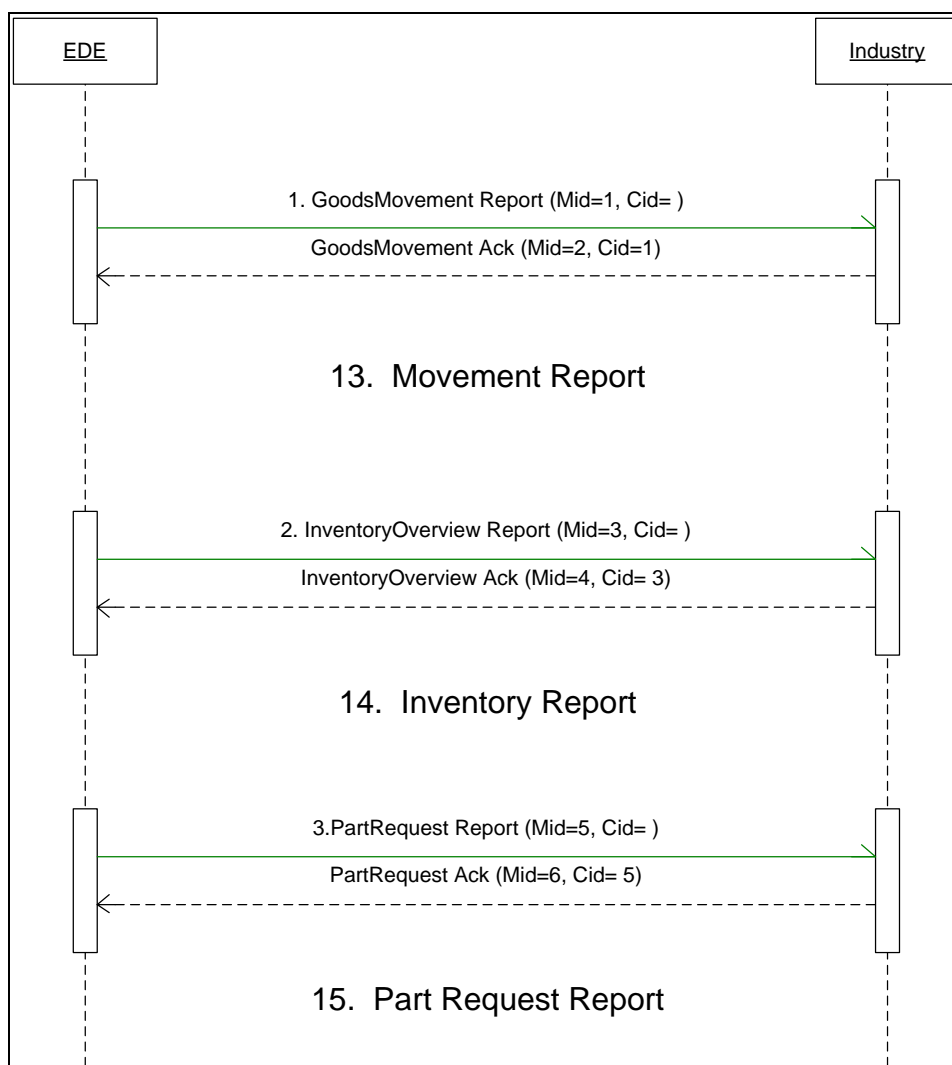 EDE
Industry
1. GoodsMovement Report (Mid=1, Cid= )
GoodsMovement Ack (Mid=2, Cid=1)
13. Movement Report
2. InventoryOverview Report (Mid=3, Cid= )
InventoryOverview Ack (Mid=4, Cid= 3)
14. Inventory Report
3.PartRequest Report (Mid=5, Cid= )
PartRequest Ack (Mid=6, Cid= 5)
15. Part Request Report